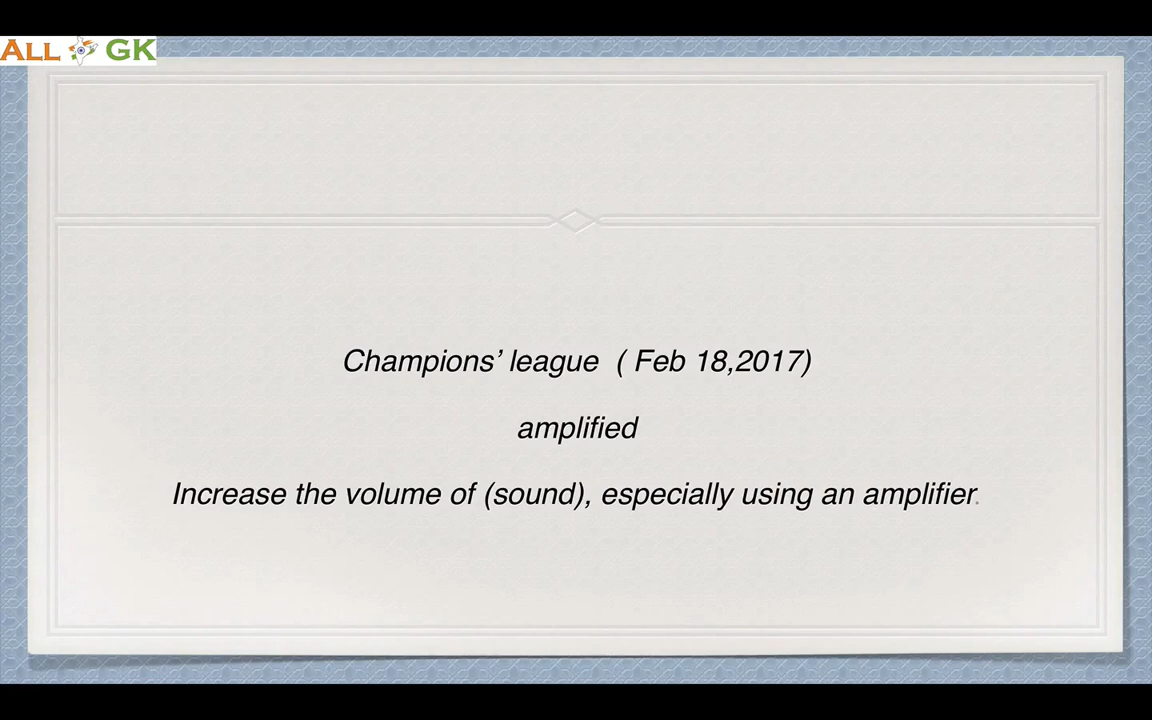 ALL GK
Champions’ league ( Feb 18,2017)
amplified
Increase the volume of (sound), especially using an amplifier.